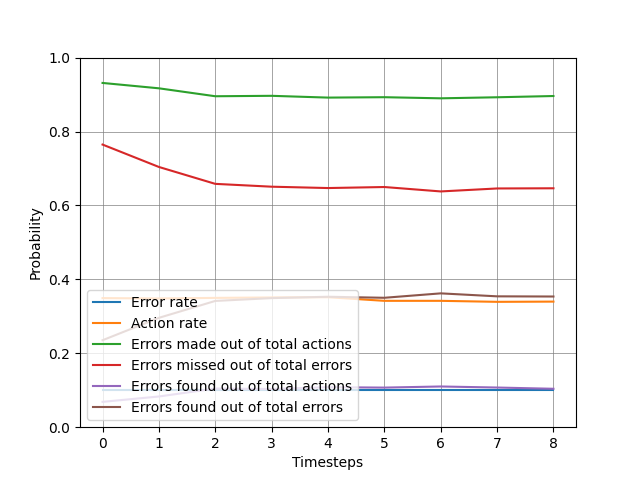 1.0
0.8
0.6
0.4
0.2
0.0
Probability
Error rate
Action rate
Errors made out of total actions
Errors missed out of total errors
Errors found out of total actions
Errors found out of total errors
0 1 2 3 4 5 6 7 8
Timesteps